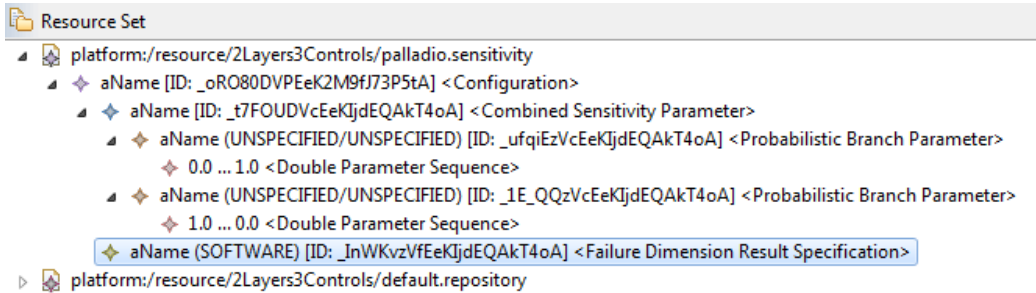 Resource Set
platform:/resource/2Layers3Controls/palladio.sensitivity
aName [ID: _oRO80DVPEeK2M9fJ73P5tA] <Configuration>
aName [ID: _t7FOUDVcEeKIjdEQAkT4oA] <Combined Sensitivity Parameter>
aName (UNSPECIFIED/UNSPECIFIED) [ID: _ufqiEzVcEeKIjdEQAkT4oA] <Probabilistic Branch Parameter>
0.0 ... 1.0 <Double Parameter Sequence>
aName (UNSPECIFIED/UNSPECIFIED) [ID: _1E_QQzVcEeKIjdEQAkT4oA] <Probabilistic Branch Parameter>
1.0 ... 0.0 <Double Parameter Sequence>
aName (SOFTWARE) [ID: _InWKvzVfEeKIjdEQAkT4oA] <Failure Dimension Result Specification>
platform:/resource/2Layers3Controls/default.repository